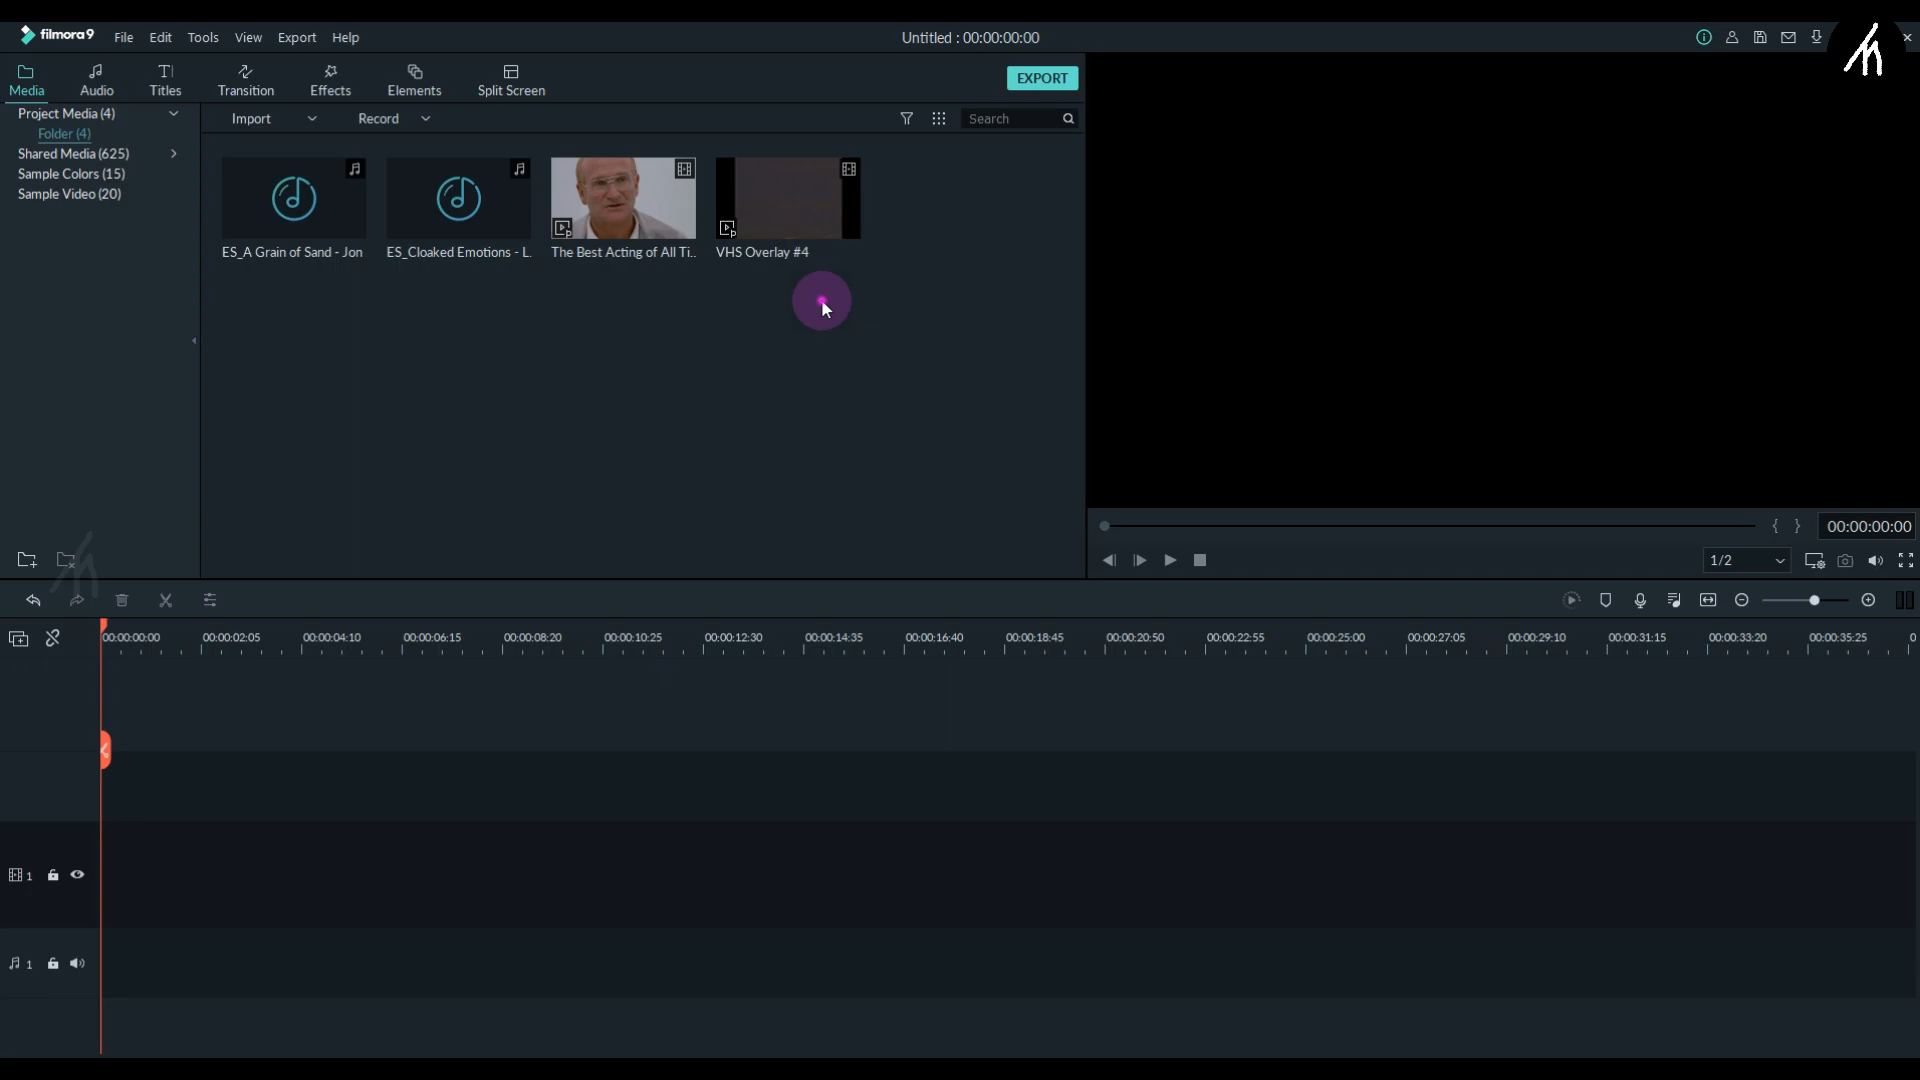 filmora9 File Edit Tools View Export Help Untitled : 00:00:00:00
Media Audio Titles Transition Effects Elements Split Screen EXPORT
Project Media (4) Import Record Search
Folder (4)
Shared Media (625)
Sample Colors (15)
Sample Video (20)
ES_A Grain of Sand - Jon ES_Cloaked Emotions - L. The Best Acting of All Ti.. VHS Overlay #4
{ } 00:00:00:00
1/2
00:00:00:00 00:00:02:05 00:00:04:10 00:00:06:15 00:00:08:20 00:00:10:25 00:00:12:30 00:00:14:35 00:00:16:40 00:00:18:45 00:00:20:50 00:00:22:55 00:00:25:00 00:00:27:05 00:00:29:10 00:00:31:15 00:00:33:20 00:00:35:25 0
1
1